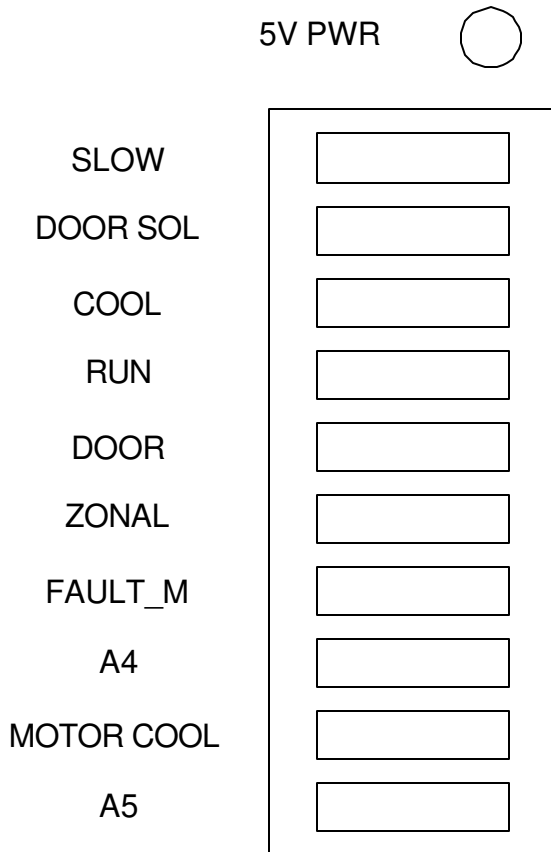 5V PWR
SLOW
DOOR SOL
COOL
RUN
DOOR
ZONAL
FAULT_M
A4
MOTOR COOL
A5